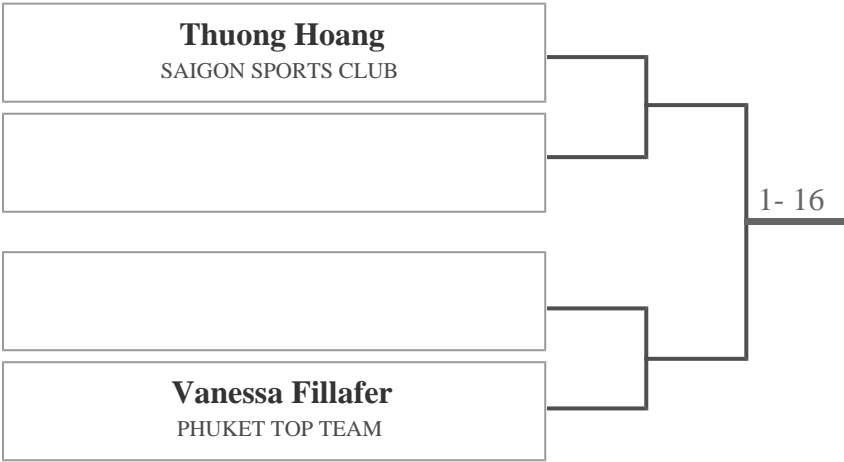 Thuong Hoang
SAIGON SPORTS CLUB
1- 16
Vanessa Fillafer
PHUKET TOP TEAM